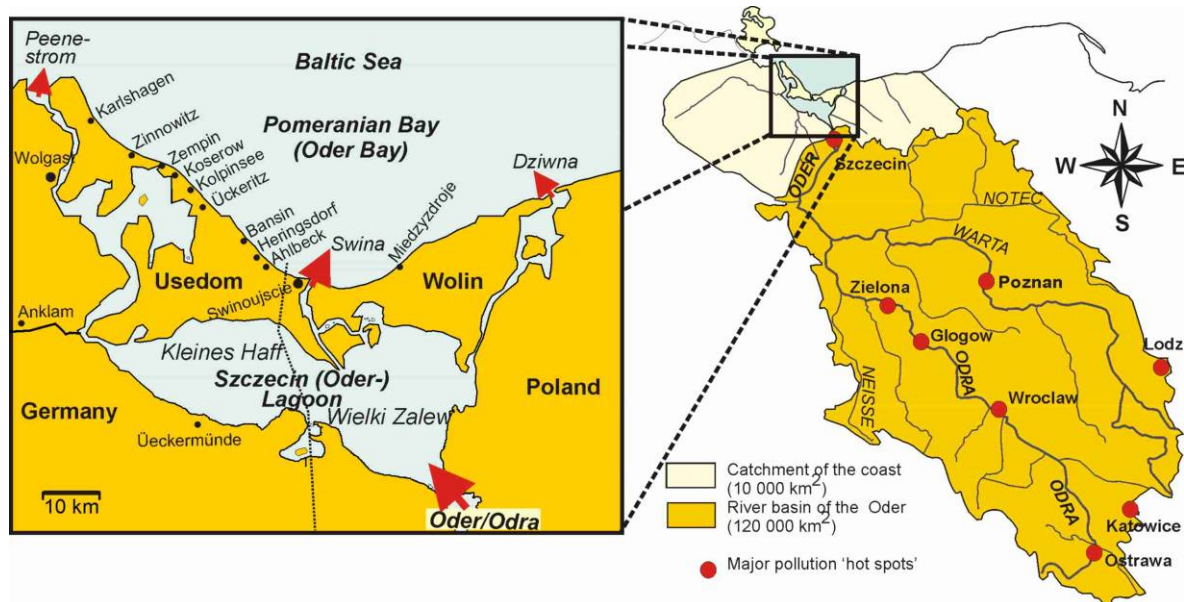 Peene-
strom
Baltic Sea
Karlshagen
Pomeranian Bay
(Oder Bay)
Zinnowitz
Zempin
Koserow
Kolpinsee
Ückeritz
Wolgast
Dziwna
Bansin
Heringsdorf
Ahlbeck
Swina
Miedzyzdroje
Usedom
Swinoujscie
Wolin
Anklam
Kleines Haff
Szczecin (Oder-)
Lagoon
Wielki Zalew
Poland
Germany
Üeckermünde
10 km
Oder/Odra
N
W
E
S
ODER
Szczecin
NOTEC
WARTA
Zielona
Poznan
Glogow
Lodz
ODRA
NEISSE
Wroclaw
ODRA
Katowice
Ostrawa
Catchment of the coast
(10 000 km²)
River basin of the Oder
(120 000 km²)
Major pollution ‘hot spots’